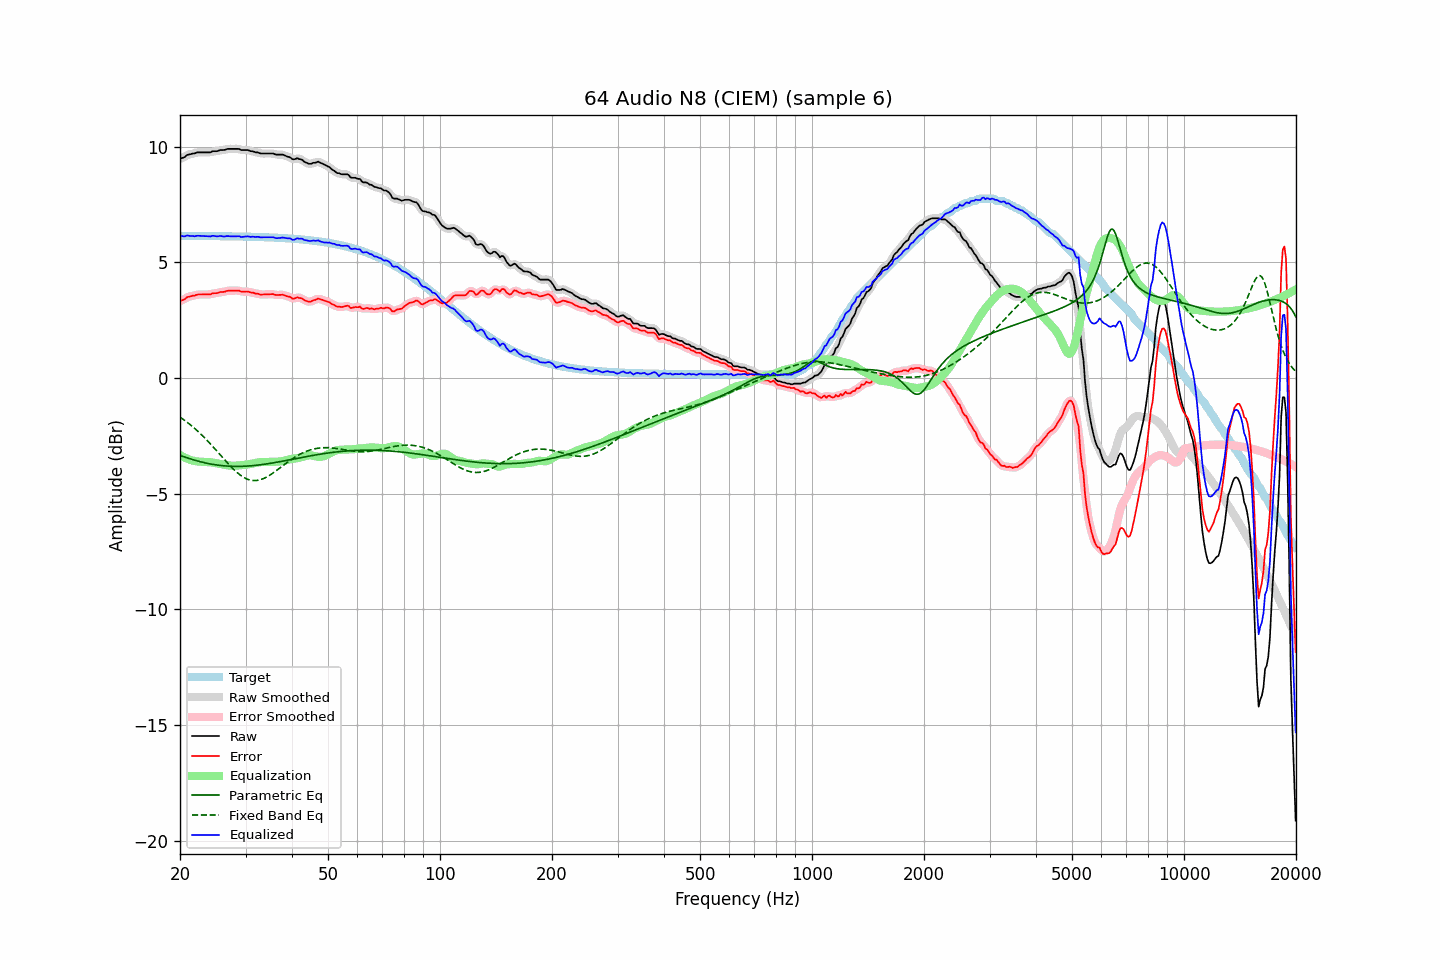 64 Audio N8 (CIEM) (sample 6)
10
5
0
−5
−10
−15
−20
Amplitude (dBr)
Target
Raw Smoothed
Error Smoothed
Raw
Error
Equalization
Parametric Eq
Fixed Band Eq
Equalized
20 50 100 200 500 1000 2000 5000 10000 20000
Frequency (Hz)